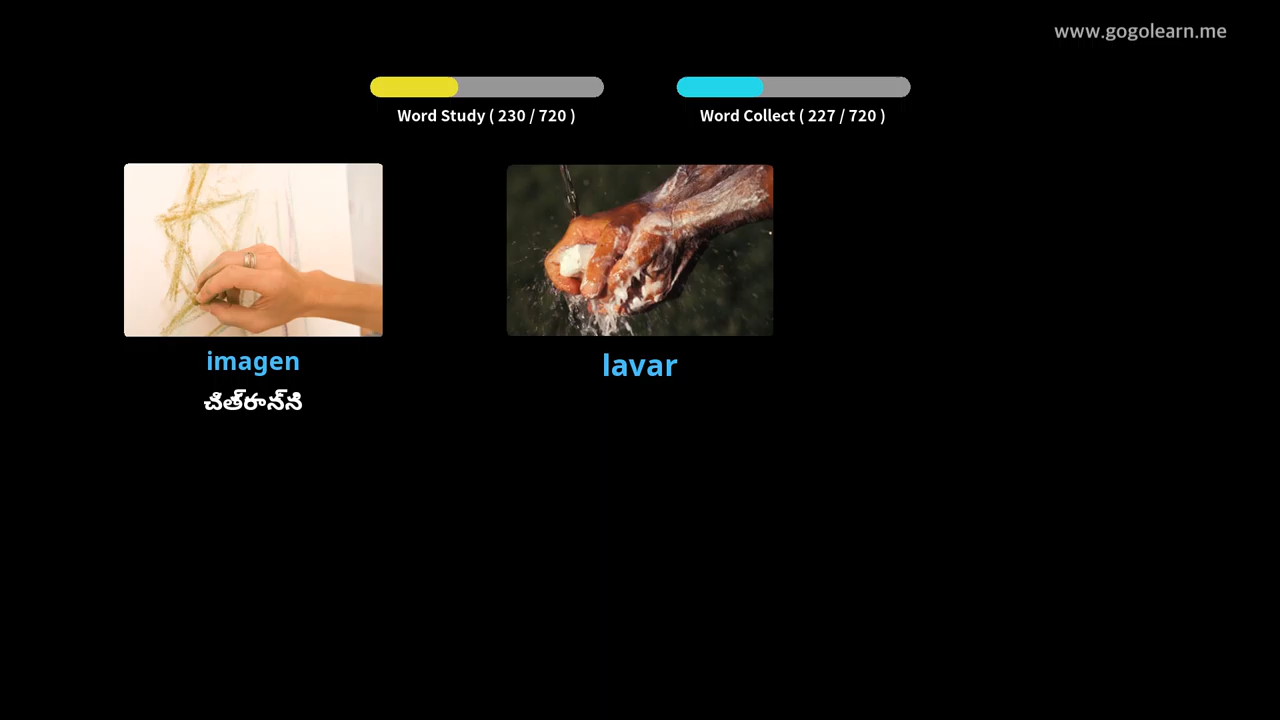 www.gogolearn.me
Word Study ( 230 / 720 )
Word Collect ( 227 / 720 )
imagen
lavar
చిత్‌రాన్‌ని